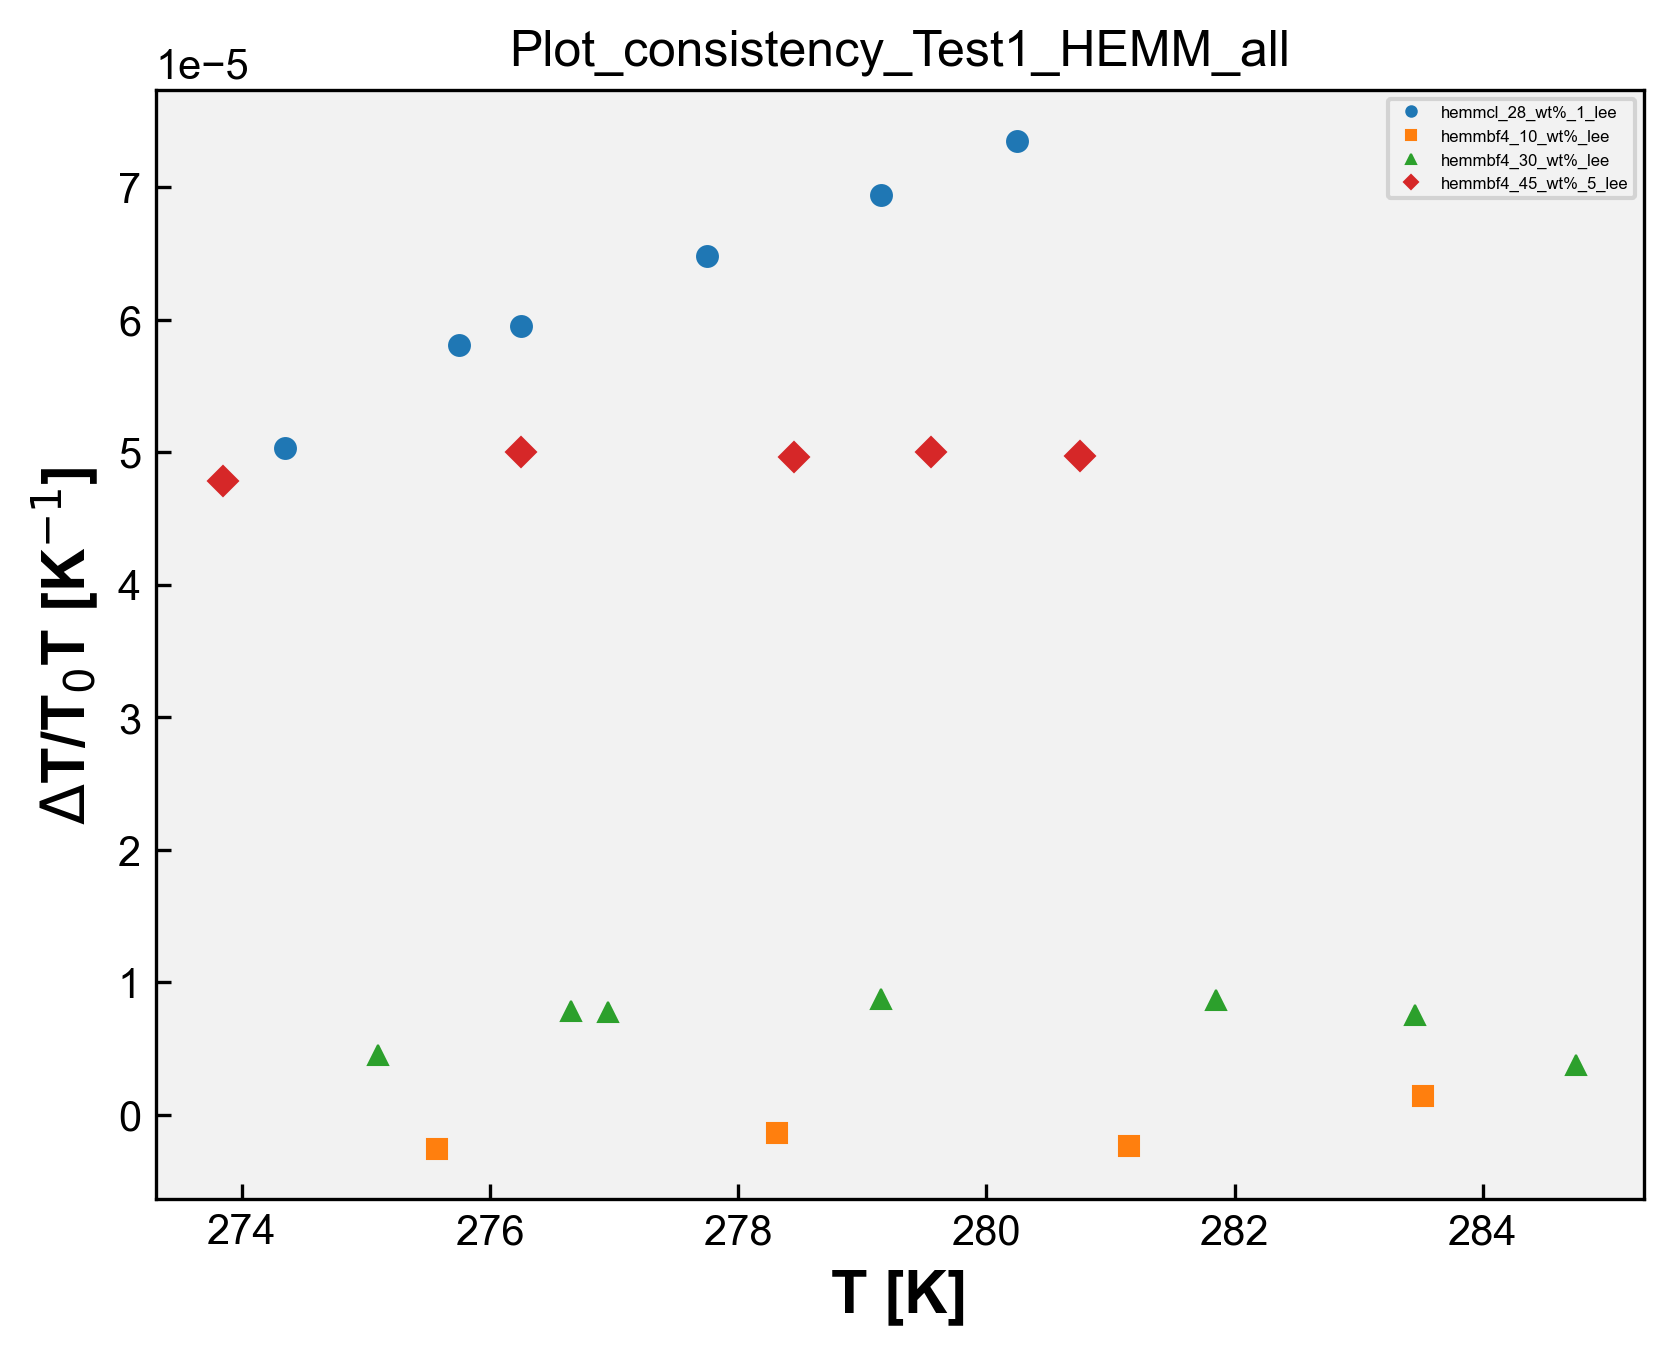 Plot_consistency_Test1_HEMM_all
1e−5
hemmcl_28_wt%_1_lee
hemmbf4_10_wt%_lee
hemmbf4_30_wt%_lee
hemmbf4_45_wt%_5_lee
7
6
5
4
3
2
1
0
ΔT/T₀T [K⁻¹]
274 276 278 280 282 284
T [K]